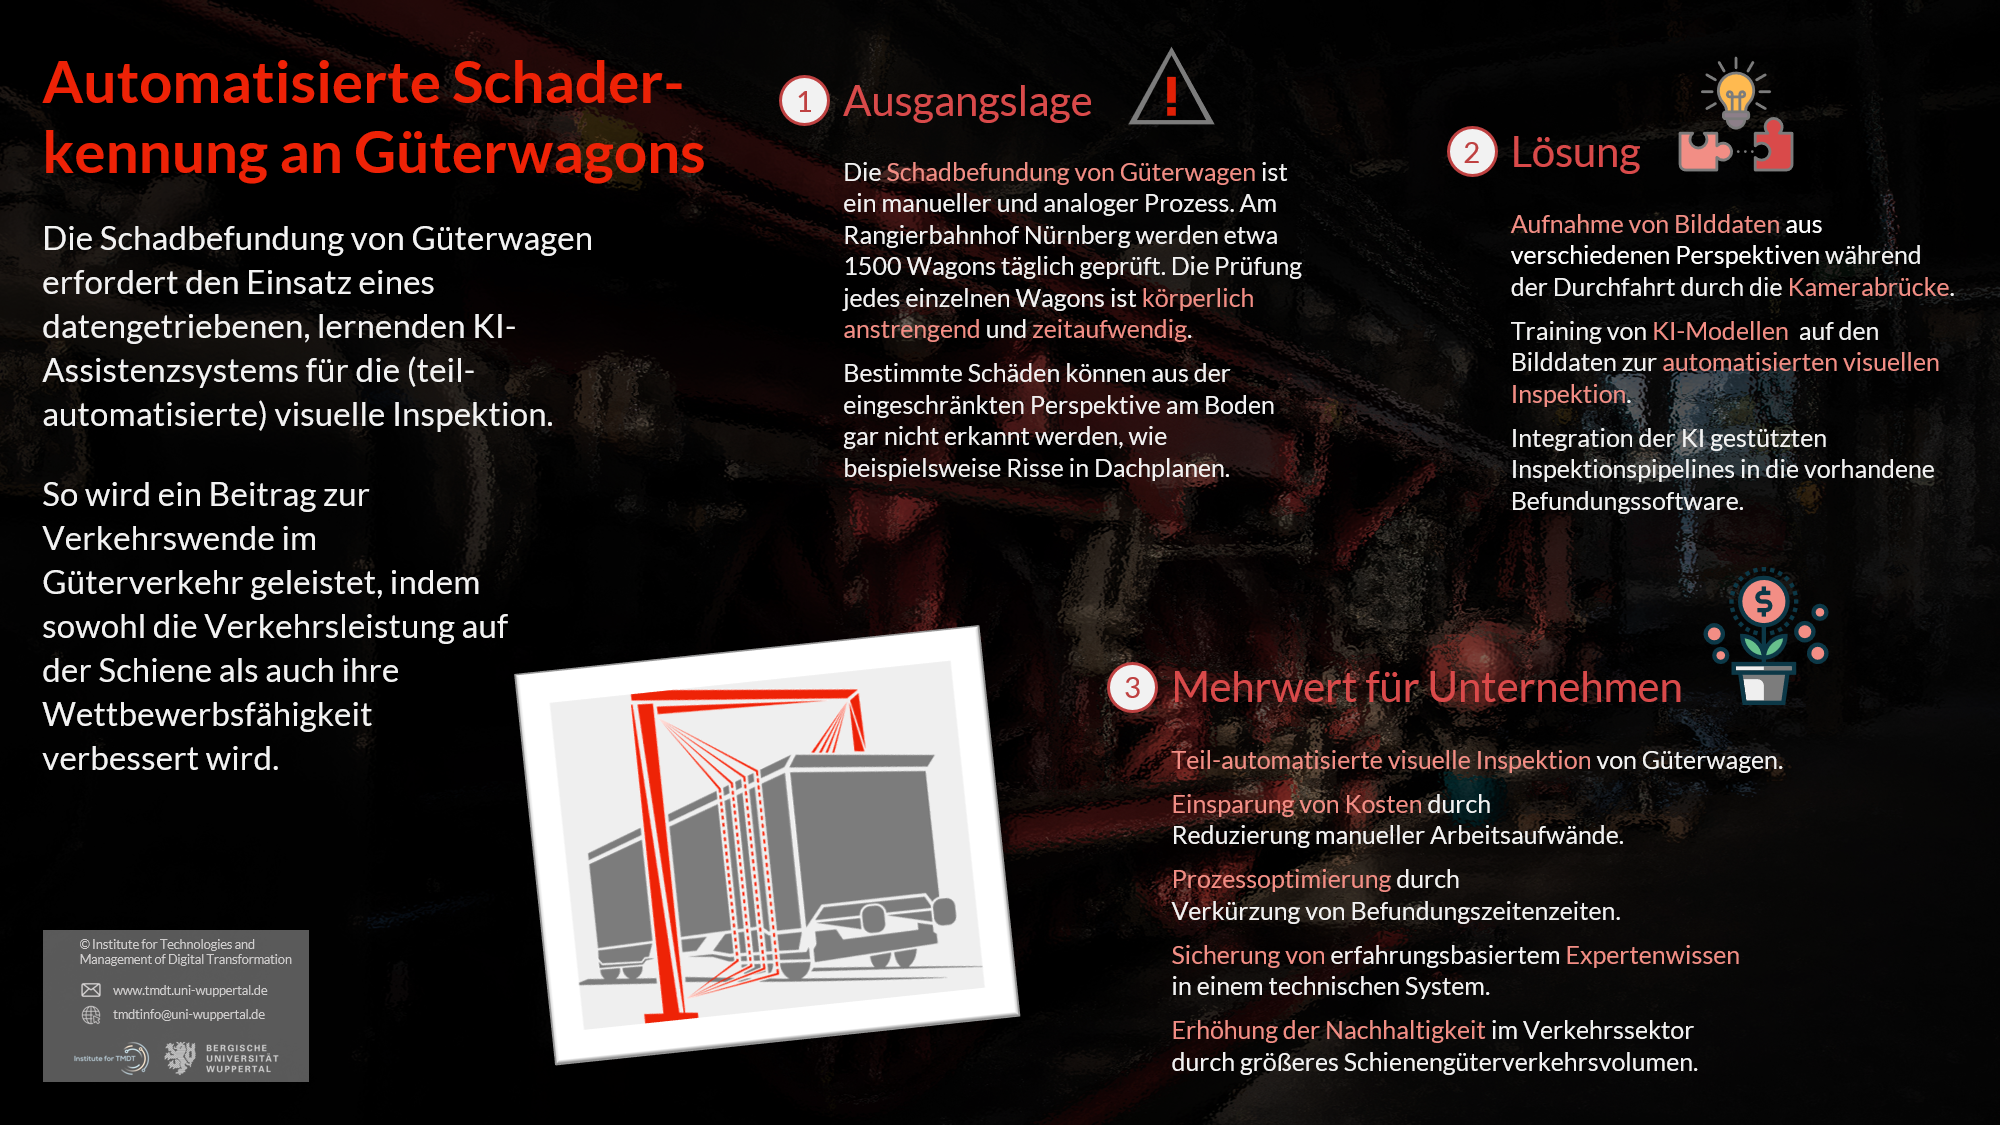 Automatisierte Schader-
kennung an Güterwagons
Die Schadbefundung von Güterwagen
erfordert den Einsatz eines
datengetriebenen, lernenden KI-
Assistenzsystems für die (teil-
automatisierte) visuelle Inspektion.
So wird ein Beitrag zur
Verkehrswende im
Güterverkehr geleistet, indem
sowohl die Verkehrsleistung auf
der Schiene als auch ihre
Wettbewerbsfähigkeit
verbessert wird.
© Institute for Technologies and
Management of Digital Transformation
www.tmdt.uni-wuppertal.de
tmdtinfo@uni-wuppertal.de
Institute for TMDT
BERGISCHE
UNIVERSITÄT
WUPPERTAL
1 Ausgangslage
Die Schadbefundung von Güterwagen ist
ein manueller und analoger Prozess. Am
Rangierbahnhof Nürnberg werden etwa
1500 Wagons täglich geprüft. Die Prüfung
jedes einzelnen Wagons ist körperlich
anstrengend und zeitaufwendig.
Bestimmte Schäden können aus der
eingeschränkten Perspektive am Boden
gar nicht erkannt werden, wie
beispielsweise Risse in Dachplanen.
2 Lösung
Aufnahme von Bilddaten aus
verschiedenen Perspektiven während
der Durchfahrt durch die Kamerabrücke.
Training von KI-Modellen auf den
Bilddaten zur automatisierten visuellen
Inspektion.
Integration der KI gestützten
Inspektionspipelines in die vorhandene
Befundungssoftware.
3 Mehrwert für Unternehmen
$
Teil-automatisierte visuelle Inspektion von Güterwagen.
Einsparung von Kosten durch
Reduzierung manueller Arbeitsaufwände.
Prozessoptimierung durch
Verkürzung von Befundungszeitenzeiten.
Sicherung von erfahrungsbasiertem Expertenwissen
in einem technischen System.
Erhöhung der Nachhaltigkeit im Verkehrssektor
durch größeres Schienengüterverkehrsvolumen.